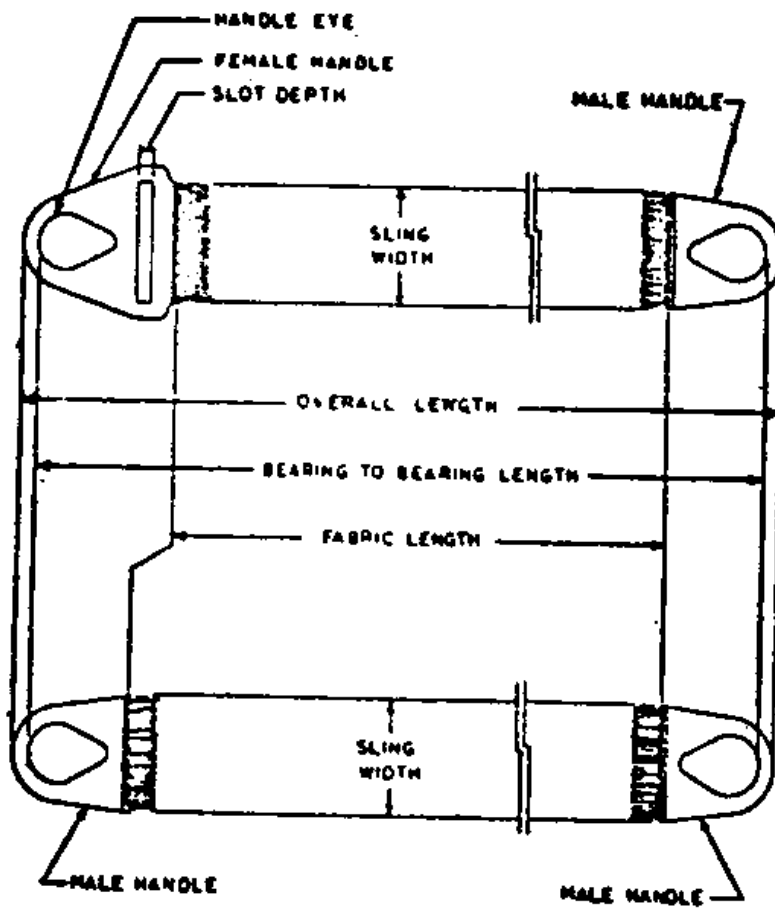 HANDLE EYE
FEMALE HANDLE
SLOT DEPTH
MALE HANDLE
SLING
WIDTH
OVERALL LENGTH
BEARING TO BEARING LENGTH
FABRIC LENGTH
SLING
WIDTH
MALE HANDLE
MALE HANDLE